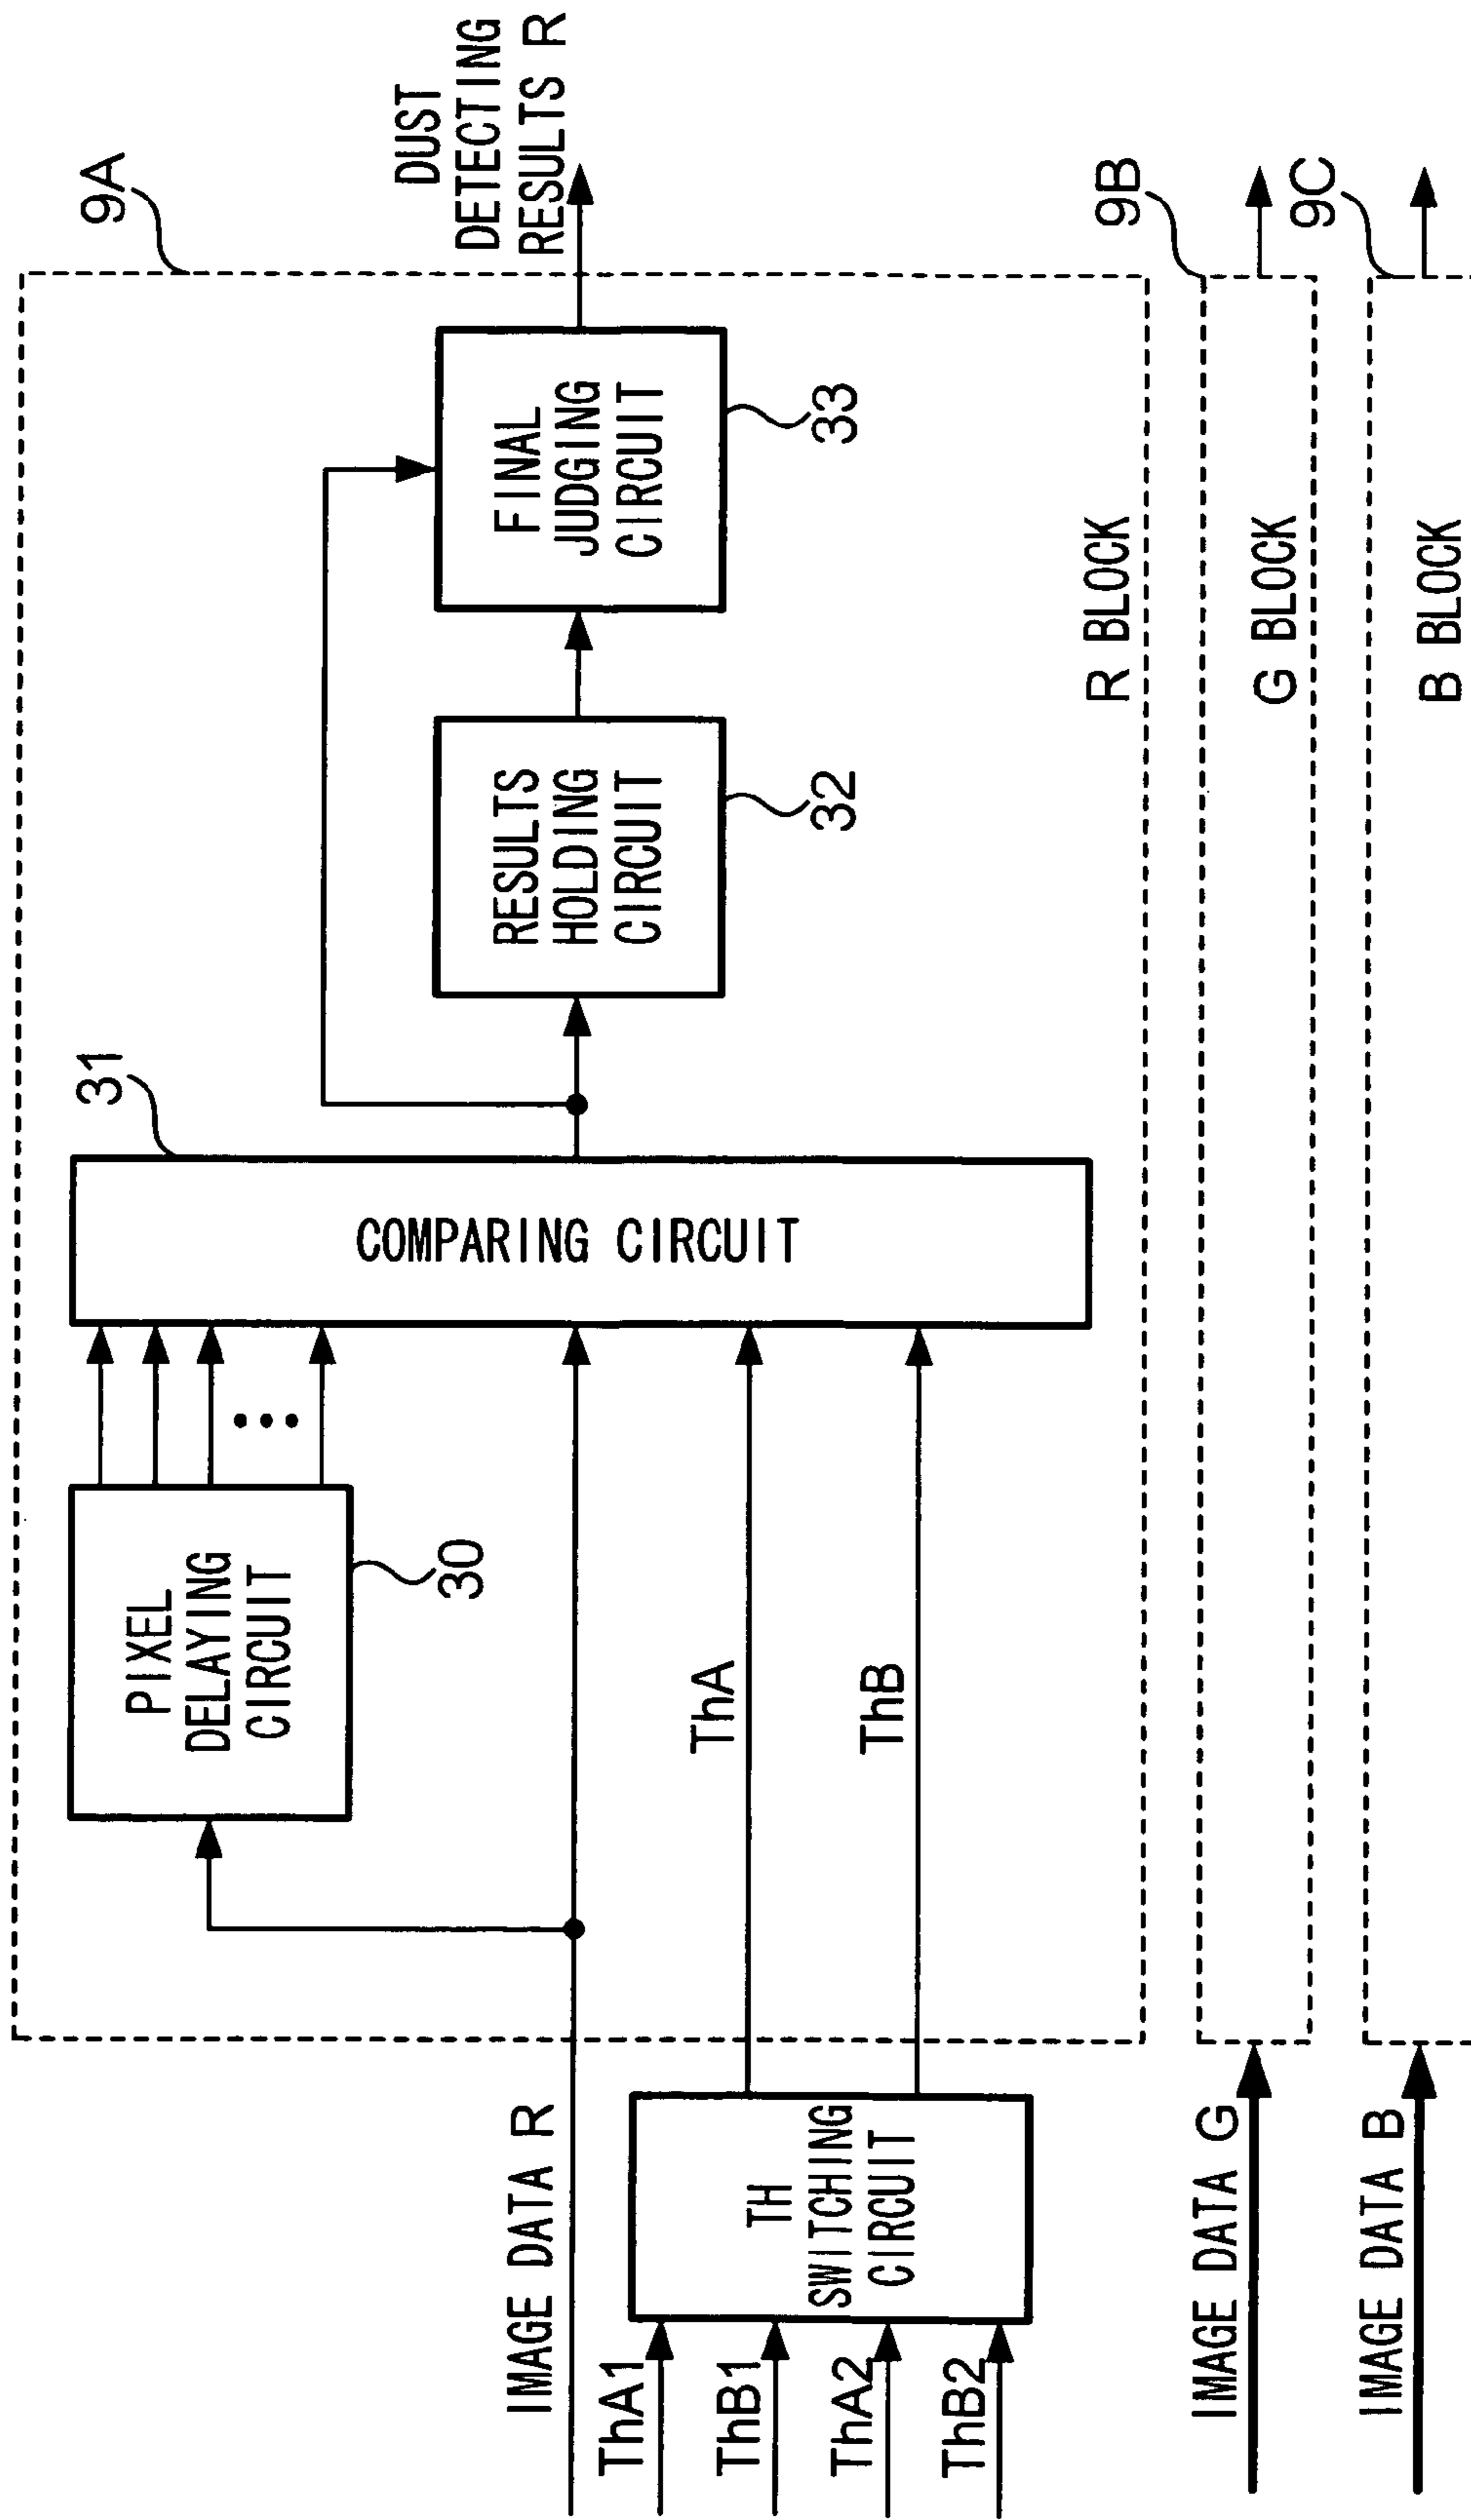 9A
PIXEL
DELAYING
CIRCUIT
30
31
COMPARING CIRCUIT
RESULTS
HOLDING
CIRCUIT
32
FINAL
JUDGING
CIRCUIT
33
DUST
DETECTING
RESULTS R
IMAGE DATA R
ThA1
ThB1
ThA2
ThB2
TH
SWITCHING
CIRCUIT
ThA
ThB
R BLOCK
9B
IMAGE DATA G
G BLOCK
9C
IMAGE DATA B
B BLOCK